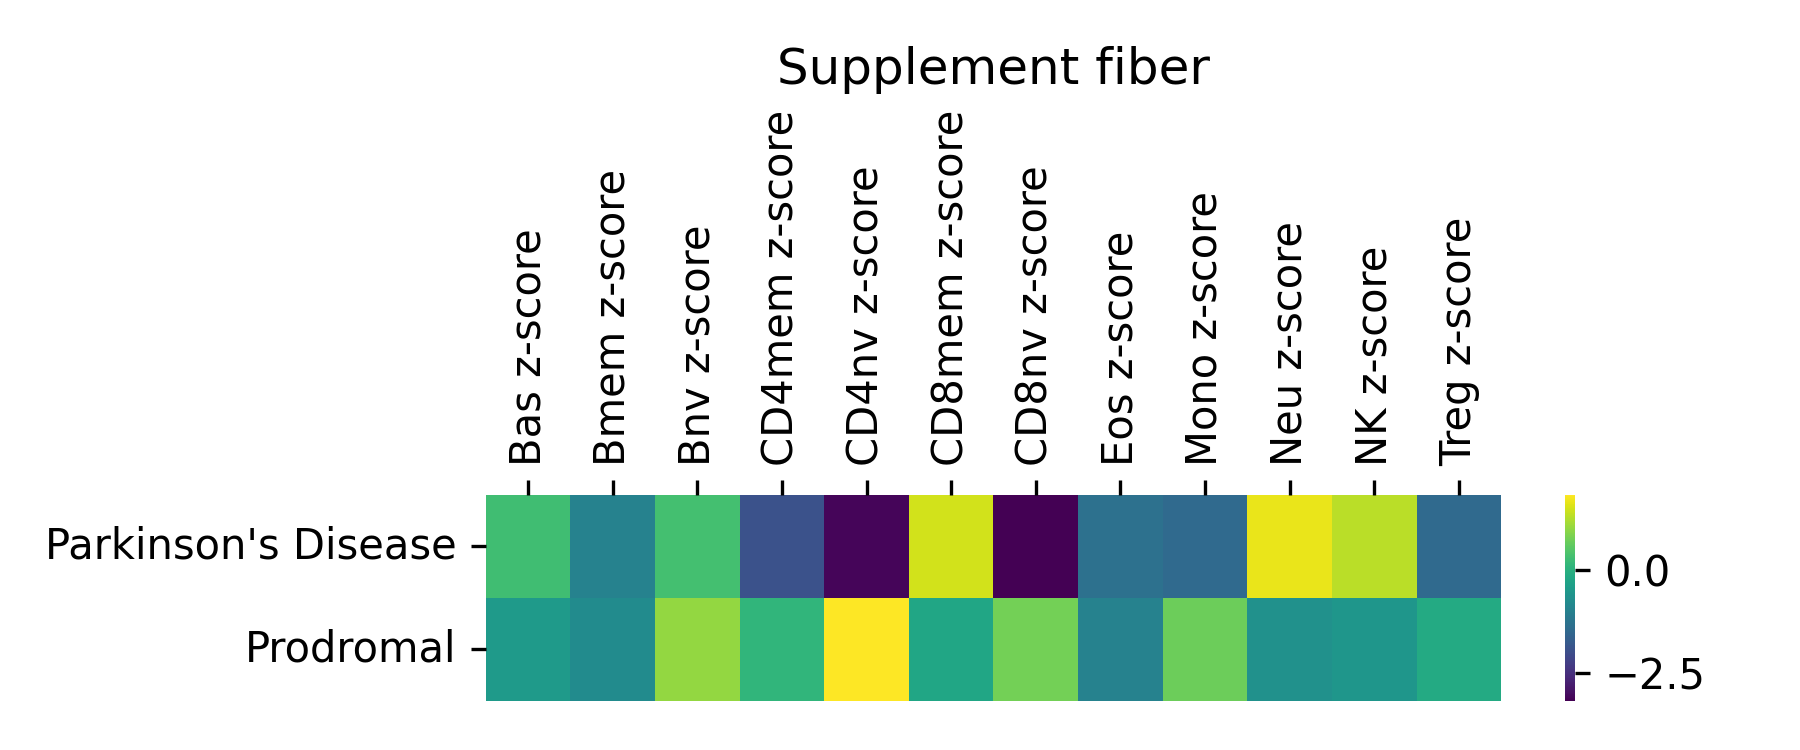 Supplement fiber
Bas z-score
Bmem z-score
Bnv z-score
CD4mem z-score
CD4nv z-score
CD8mem z-score
CD8nv z-score
Eos z-score
Mono z-score
Neu z-score
NK z-score
Treg z-score
Parkinson's Disease
Prodromal
0.0
−2.5